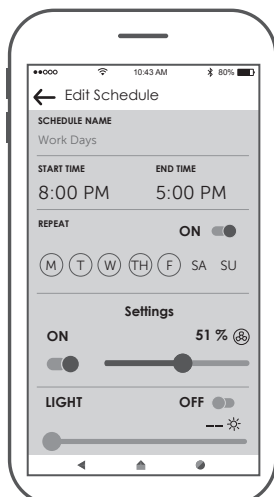 10:43 AM 80%
Edit Schedule
SCHEDULE NAME
Work Days
START TIME END TIME
8:00 PM 5:00 PM
REPEAT
ON
M T W TH F SA SU
Settings
ON 51 %
LIGHT OFF
--